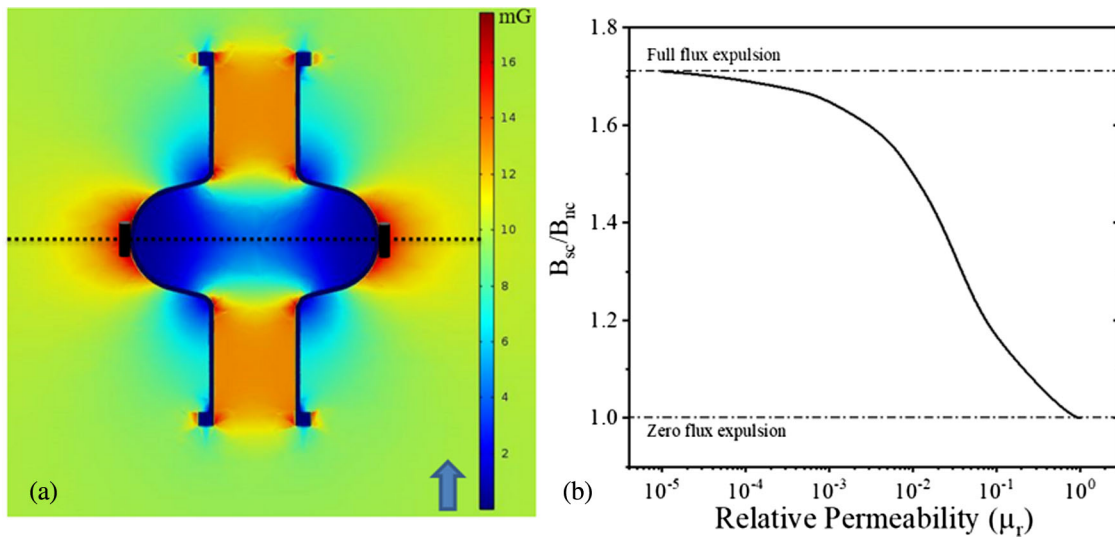 mG
16
14
12
10
8
6
4
2
(a)
1.8
1.6
1.4
1.2
1.0
B_sc/B_nc
Full flux expulsion
Zero flux expulsion
10^-5
10^-4
10^-3
10^-2
10^-1
10^0
Relative Permeability (μ_r)
(b)